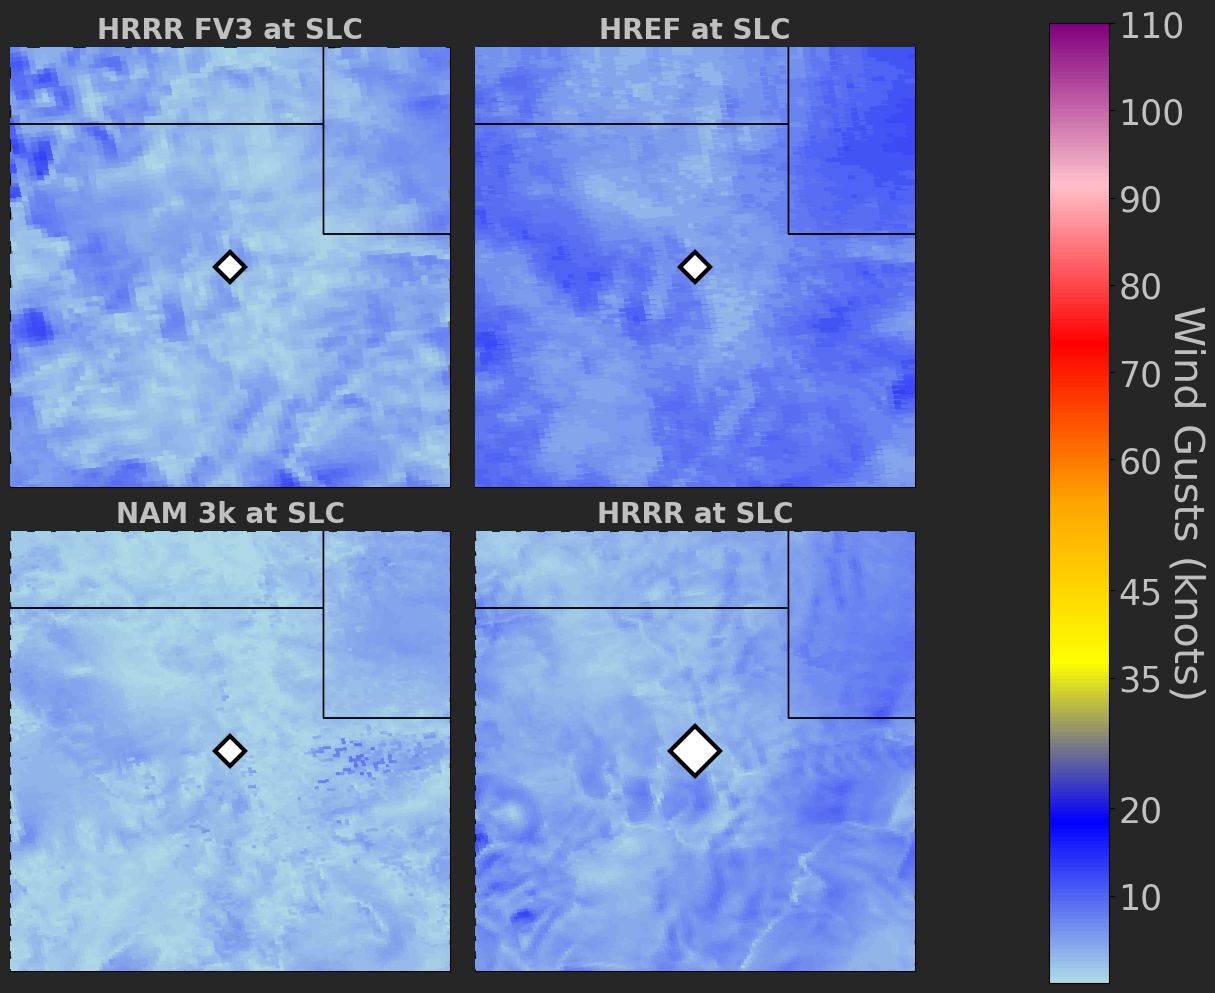 HRRR FV3 at SLC
HREF at SLC
NAM 3k at SLC
HRRR at SLC
110
100
90
80
70
60
45
35
20
10
Wind Gusts (knots)